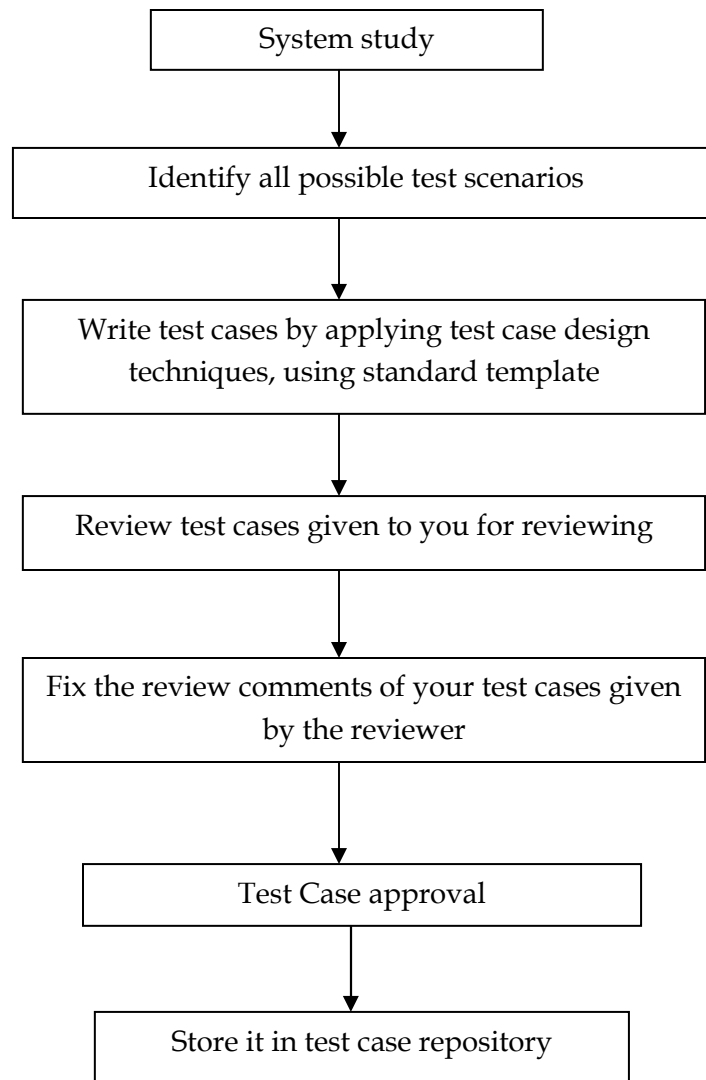 System study
Identify all possible test scenarios
Write test cases by applying test case design
techniques, using standard template
Review test cases given to you for reviewing
Fix the review comments of your test cases given
by the reviewer
Test Case approval
Store it in test case repository